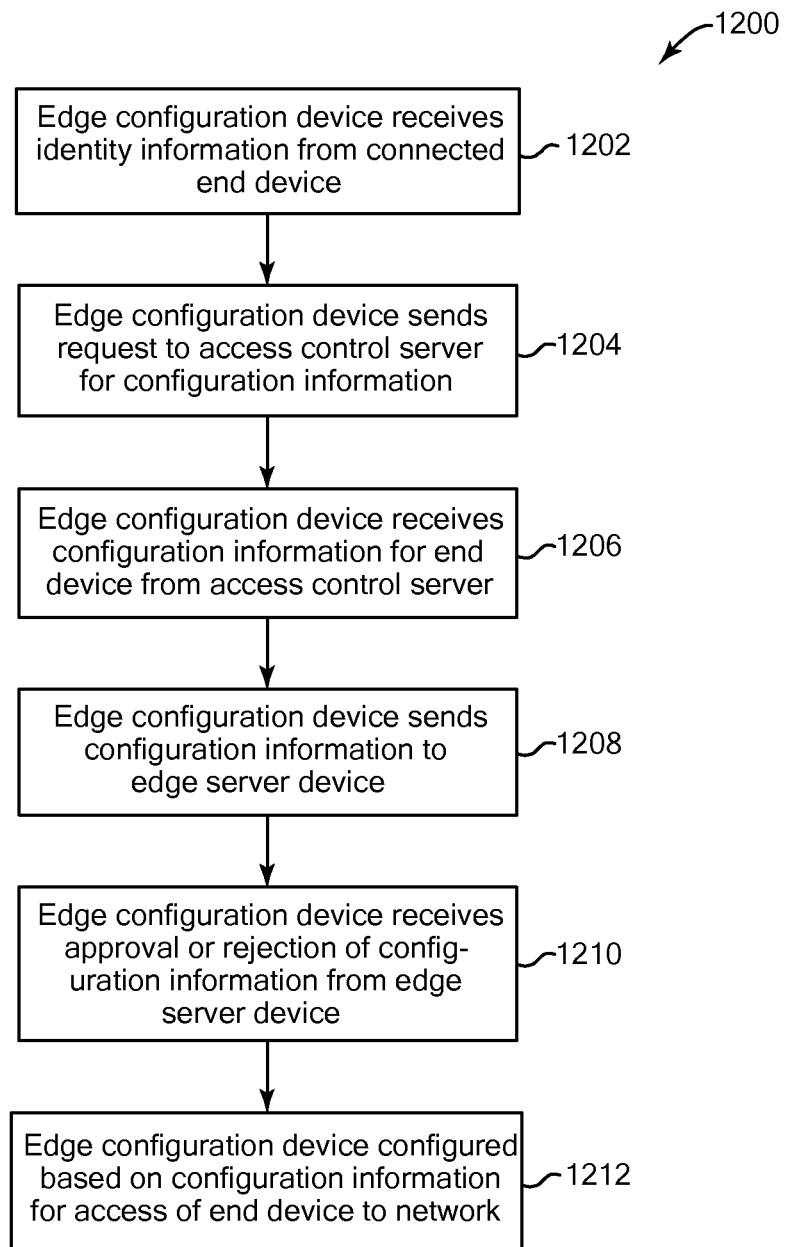 1200
Edge configuration device receives
identity information from connected
end device
1202
Edge configuration device sends
request to access control server
for configuration information
1204
Edge configuration device receives
configuration information for end
device from access control server
1206
Edge configuration device sends
configuration information to
edge server device
1208
Edge configuration device receives
approval or rejection of config-
uration information from edge
server device
1210
Edge configuration device configured
based on configuration information
for access of end device to network
1212